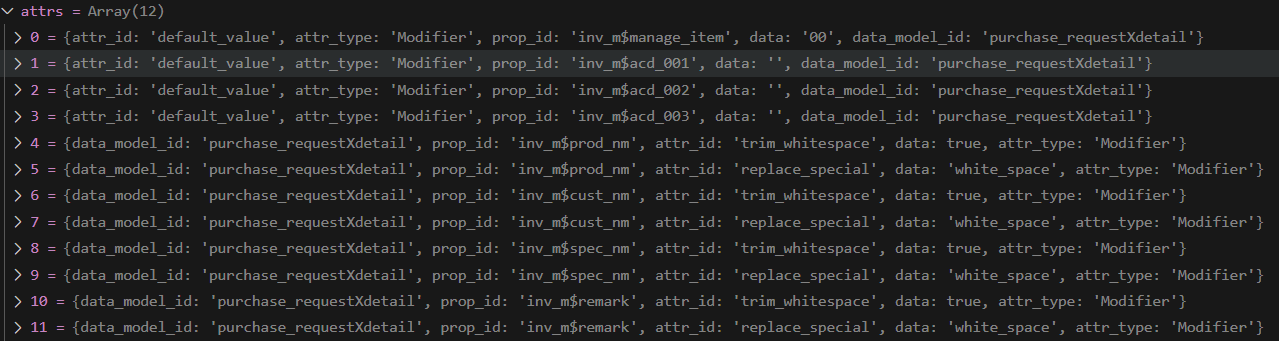 attrs = Array(12)
0 = {attr_id: 'default_value', attr_type: 'Modifier', prop_id: 'inv_m$manage_item', data: '00', data_model_id: 'purchase_requestXdetail'}
1 = {attr_id: 'default_value', attr_type: 'Modifier', prop_id: 'inv_m$acd_001', data: '', data_model_id: 'purchase_requestXdetail'}
2 = {attr_id: 'default_value', attr_type: 'Modifier', prop_id: 'inv_m$acd_002', data: '', data_model_id: 'purchase_requestXdetail'}
3 = {attr_id: 'default_value', attr_type: 'Modifier', prop_id: 'inv_m$acd_003', data: '', data_model_id: 'purchase_requestXdetail'}
4 = {data_model_id: 'purchase_requestXdetail', prop_id: 'inv_m$prod_nm', attr_id: 'trim_whitespace', data: true, attr_type: 'Modifier'}
5 = {data_model_id: 'purchase_requestXdetail', prop_id: 'inv_m$prod_nm', attr_id: 'replace_special', data: 'white_space', attr_type: 'Modifier'}
6 = {data_model_id: 'purchase_requestXdetail', prop_id: 'inv_m$cust_nm', attr_id: 'trim_whitespace', data: true, attr_type: 'Modifier'}
7 = {data_model_id: 'purchase_requestXdetail', prop_id: 'inv_m$cust_nm', attr_id: 'replace_special', data: 'white_space', attr_type: 'Modifier'}
8 = {data_model_id: 'purchase_requestXdetail', prop_id: 'inv_m$spec_nm', attr_id: 'trim_whitespace', data: true, attr_type: 'Modifier'}
9 = {data_model_id: 'purchase_requestXdetail', prop_id: 'inv_m$spec_nm', attr_id: 'replace_special', data: 'white_space', attr_type: 'Modifier'}
10 = {data_model_id: 'purchase_requestXdetail', prop_id: 'inv_m$remark', attr_id: 'trim_whitespace', data: true, attr_type: 'Modifier'}
11 = {data_model_id: 'purchase_requestXdetail', prop_id: 'inv_m$remark', attr_id: 'replace_special', data: 'white_space', attr_type: 'Modifier'}